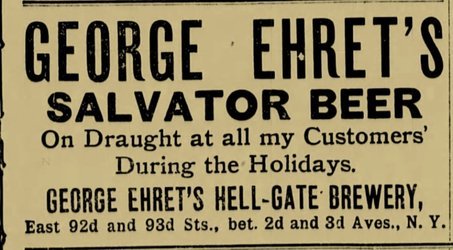 GEORGE EHRET'S
SALVATOR BEER
On Draught at all my Customers'
During the Holidays.
GEORGE EHRET'S HELL-GATE BREWERY,
East 92d and 93d Sts., bet. 2d and 3d Aves., N. Y.